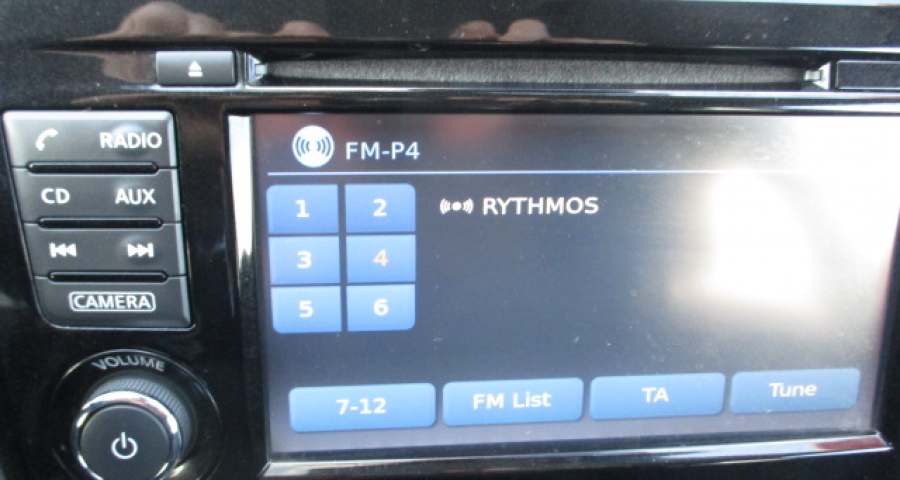 RADIO
CD AUX
CAMERA
VOLUME
FM-P4
1 2
3 4
5 6
RYTHMOS
7-12 FM List TA Tune